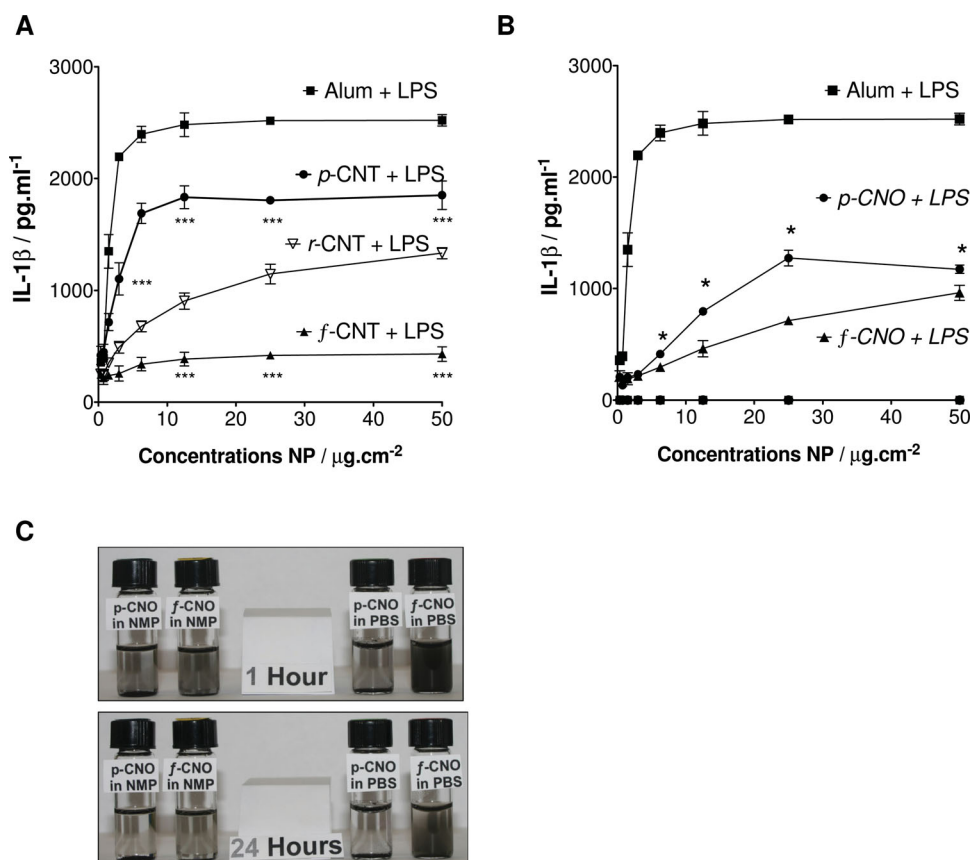 A
3000
2000
1000
0
IL-1β / pg.ml-1
Alum + LPS
p-CNT + LPS
*** *** ***
r-CNT + LPS
***
f-CNT + LPS
*** *** ***
0 10 20 30 40 50
Concentrations NP / μg.cm-2
B
3000
2000
1000
0
IL-1β / pg.ml-1
Alum + LPS
p-CNO + LPS
* * * *
f-CNO + LPS
0 10 20 30 40 50
Concentrations NP / μg.cm-2
C
p-CNO
in NMP
f-CNO
in NMP
1 Hour
p-CNO
in PBS
f-CNO
in PBS
p-CNO
in NMP
f-CNO
in NMP
24 Hours
p-CNO
in PBS
f-CNO
in PBS